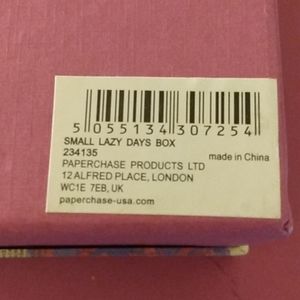 5 055134 307254
SMALL LAZY DAYS BOX
234135 made in China
PAPERCHASE PRODUCTS LTD
12 ALFRED PLACE, LONDON
WC1E 7EB, UK
paperchase-usa.com